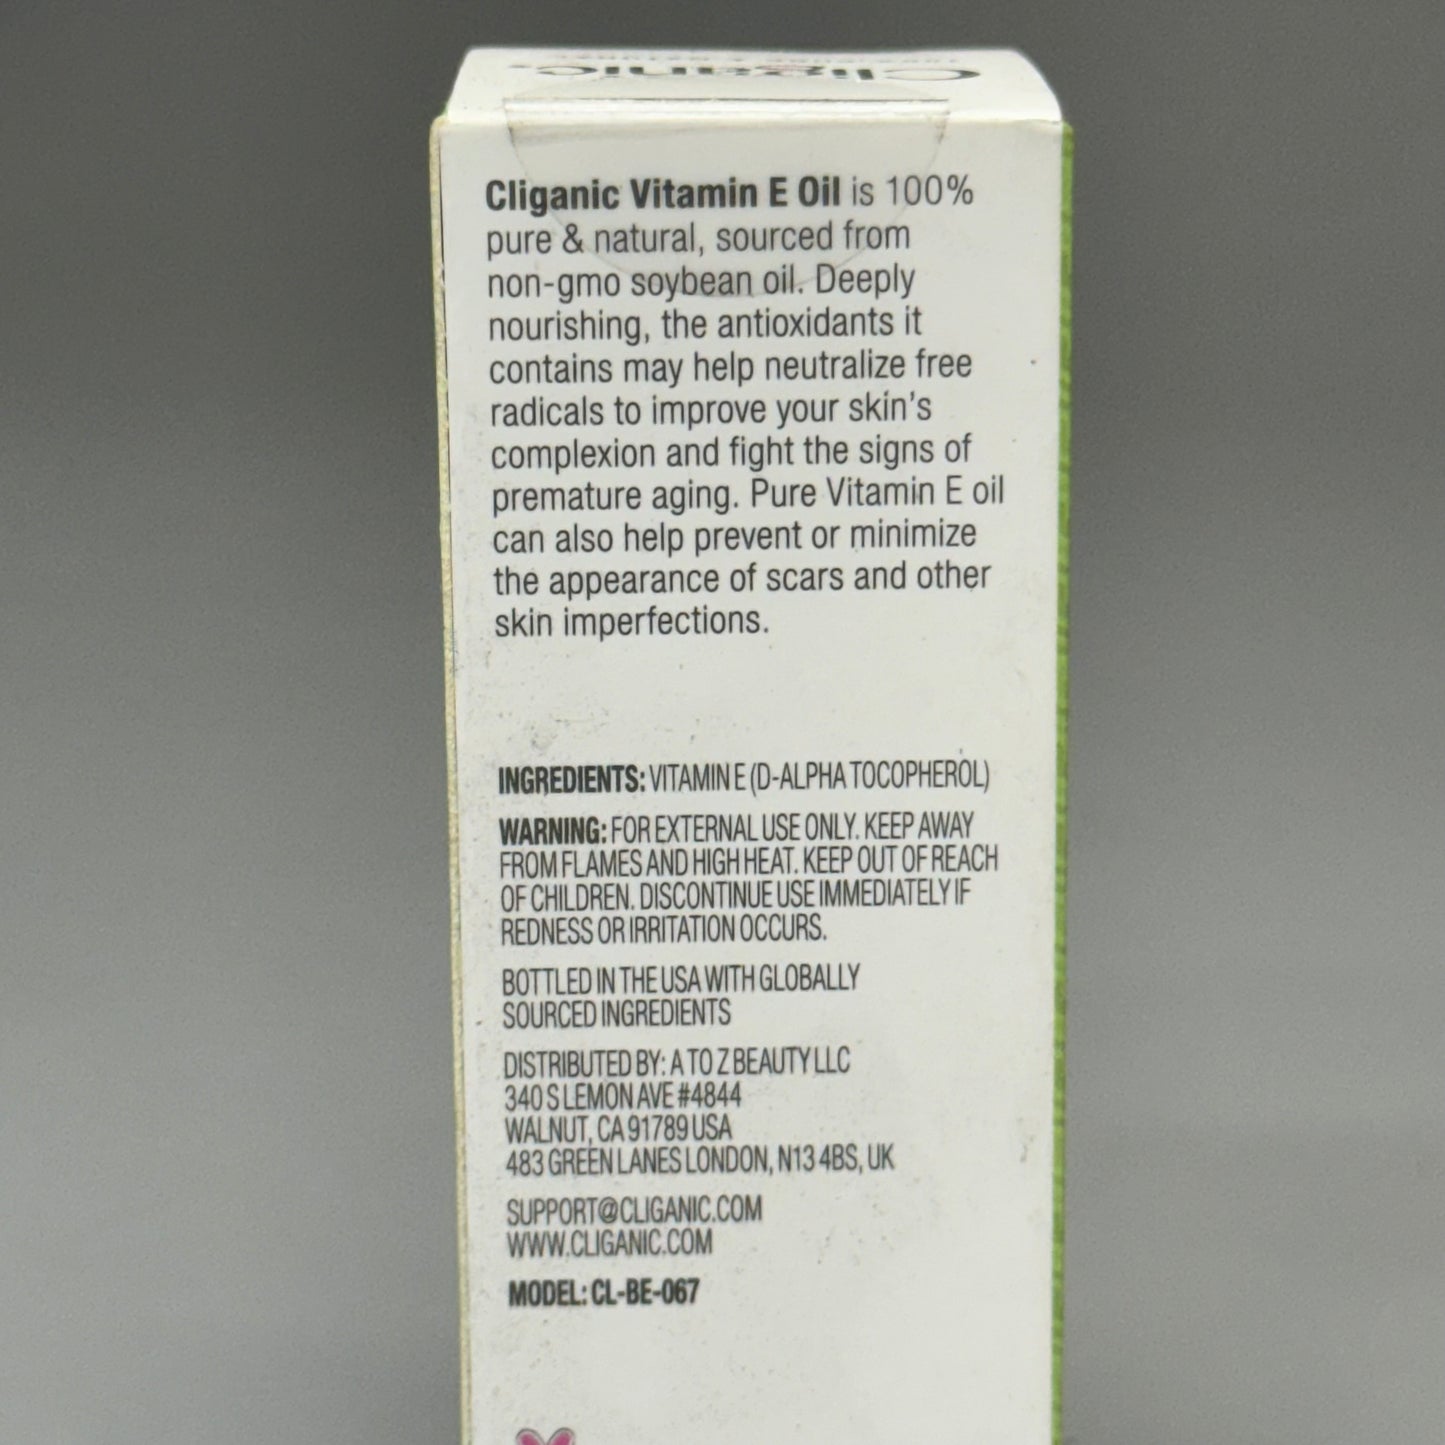 Cliganic
Cliganic Vitamin E Oil is 100%
pure & natural, sourced from
non-gmo soybean oil. Deeply
nourishing, the antioxidants it
contains may help neutralize free
radicals to improve your skin's
complexion and fight the signs of
premature aging. Pure Vitamin E oil
can also help prevent or minimize
the appearance of scars and other
skin imperfections.
INGREDIENTS: VITAMIN E (D-ALPHA TOCOPHEROL)
WARNING: FOR EXTERNAL USE ONLY. KEEP AWAY
FROM FLAMES AND HIGH HEAT. KEEP OUT OF REACH
OF CHILDREN. DISCONTINUE USE IMMEDIATELY IF
REDNESS OR IRRITATION OCCURS.
BOTTLED IN THE USA WITH GLOBALLY
SOURCED INGREDIENTS
DISTRIBUTED BY: A TO Z BEAUTY LLC
340 S LEMON AVE #4844
WALNUT, CA 91789 USA
483 GREEN LANES LONDON, N13 4BS, UK
SUPPORT@CLIGANIC.COM
WWW.CLIGANIC.COM
MODEL: CL-BE-067